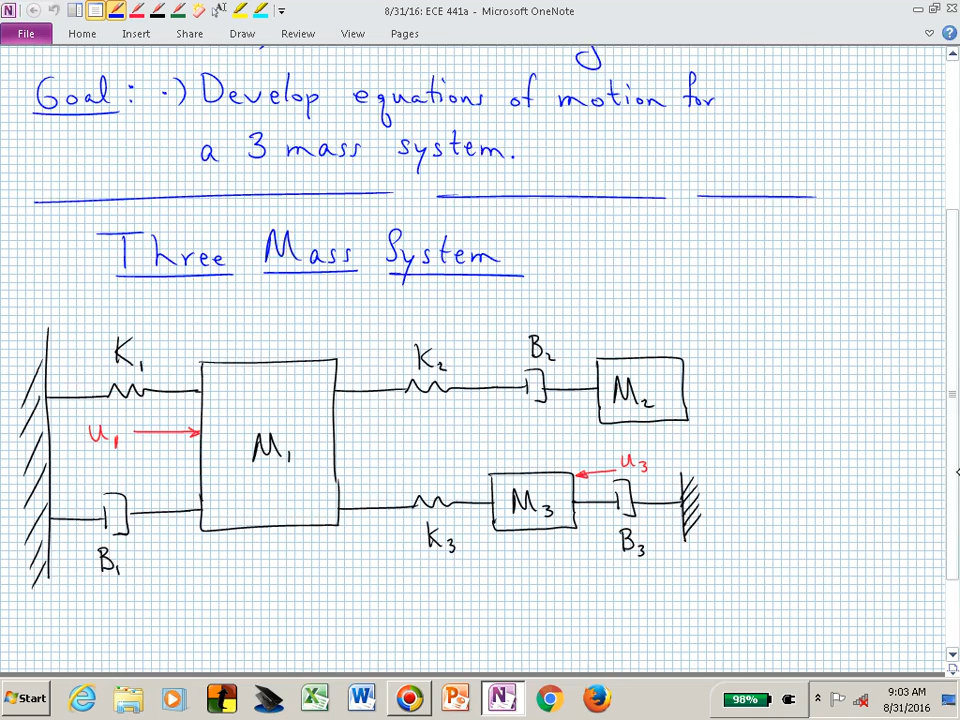 8/31/16: ECE 441a - Microsoft OneNote
File Home Insert Share Draw Review View Pages
Goal: ·) Develop equations of motion for
a 3 mass system.
Three Mass System
K₁ K₂ B₂
M₂
u₁ M₁ u₃
M₃
B₁ K₃ B₃
Start 98% 9:03 AM
8/31/2016